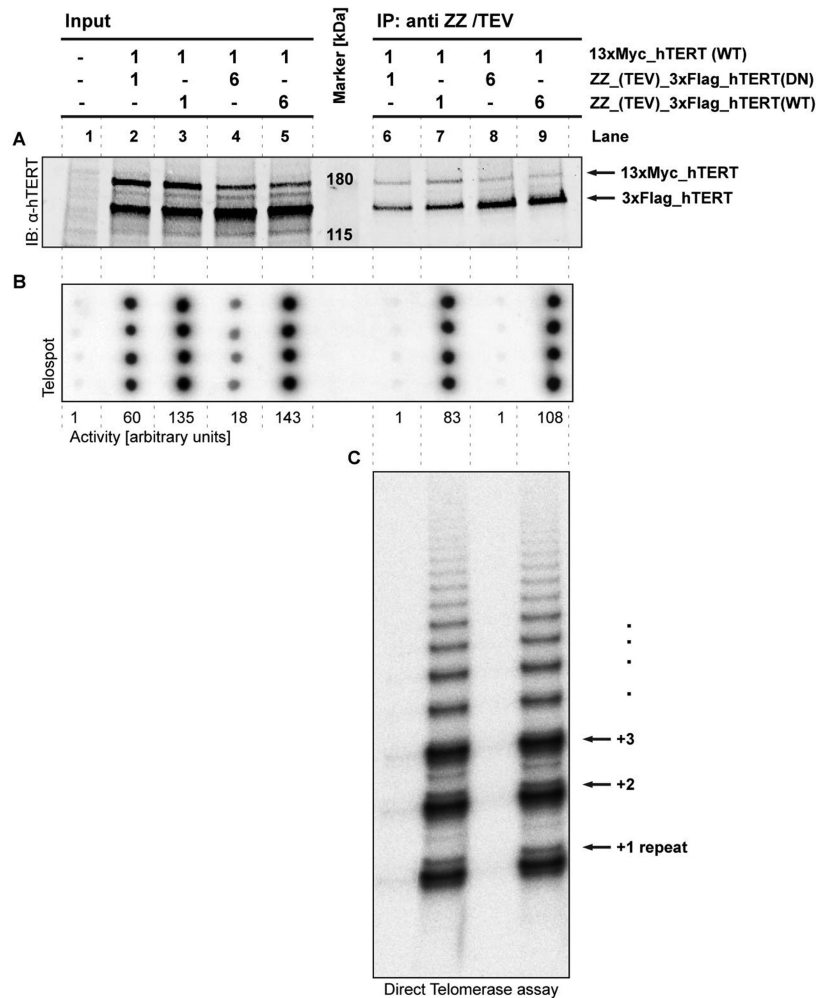 Input
Marker [kDa]
IP: anti ZZ /TEV
- 1 1 1 1 1 1 1 1 13xMyc_hTERT (WT)
- 1 - 6 - 1 - 6 - ZZ_(TEV)_3xFlag_hTERT(DN)
- - 1 - 6 - 1 - 6 ZZ_(TEV)_3xFlag_hTERT(WT)
A
1 2 3 4 5 6 7 8 9 Lane
IB: α-hTERT
180
115
13xMyc_hTERT
3xFlag_hTERT
B
Telospot
1 60 135 18 143 1 83 1 108
Activity [arbitrary units]
C
+3
+2
+1 repeat
Direct Telomerase assay